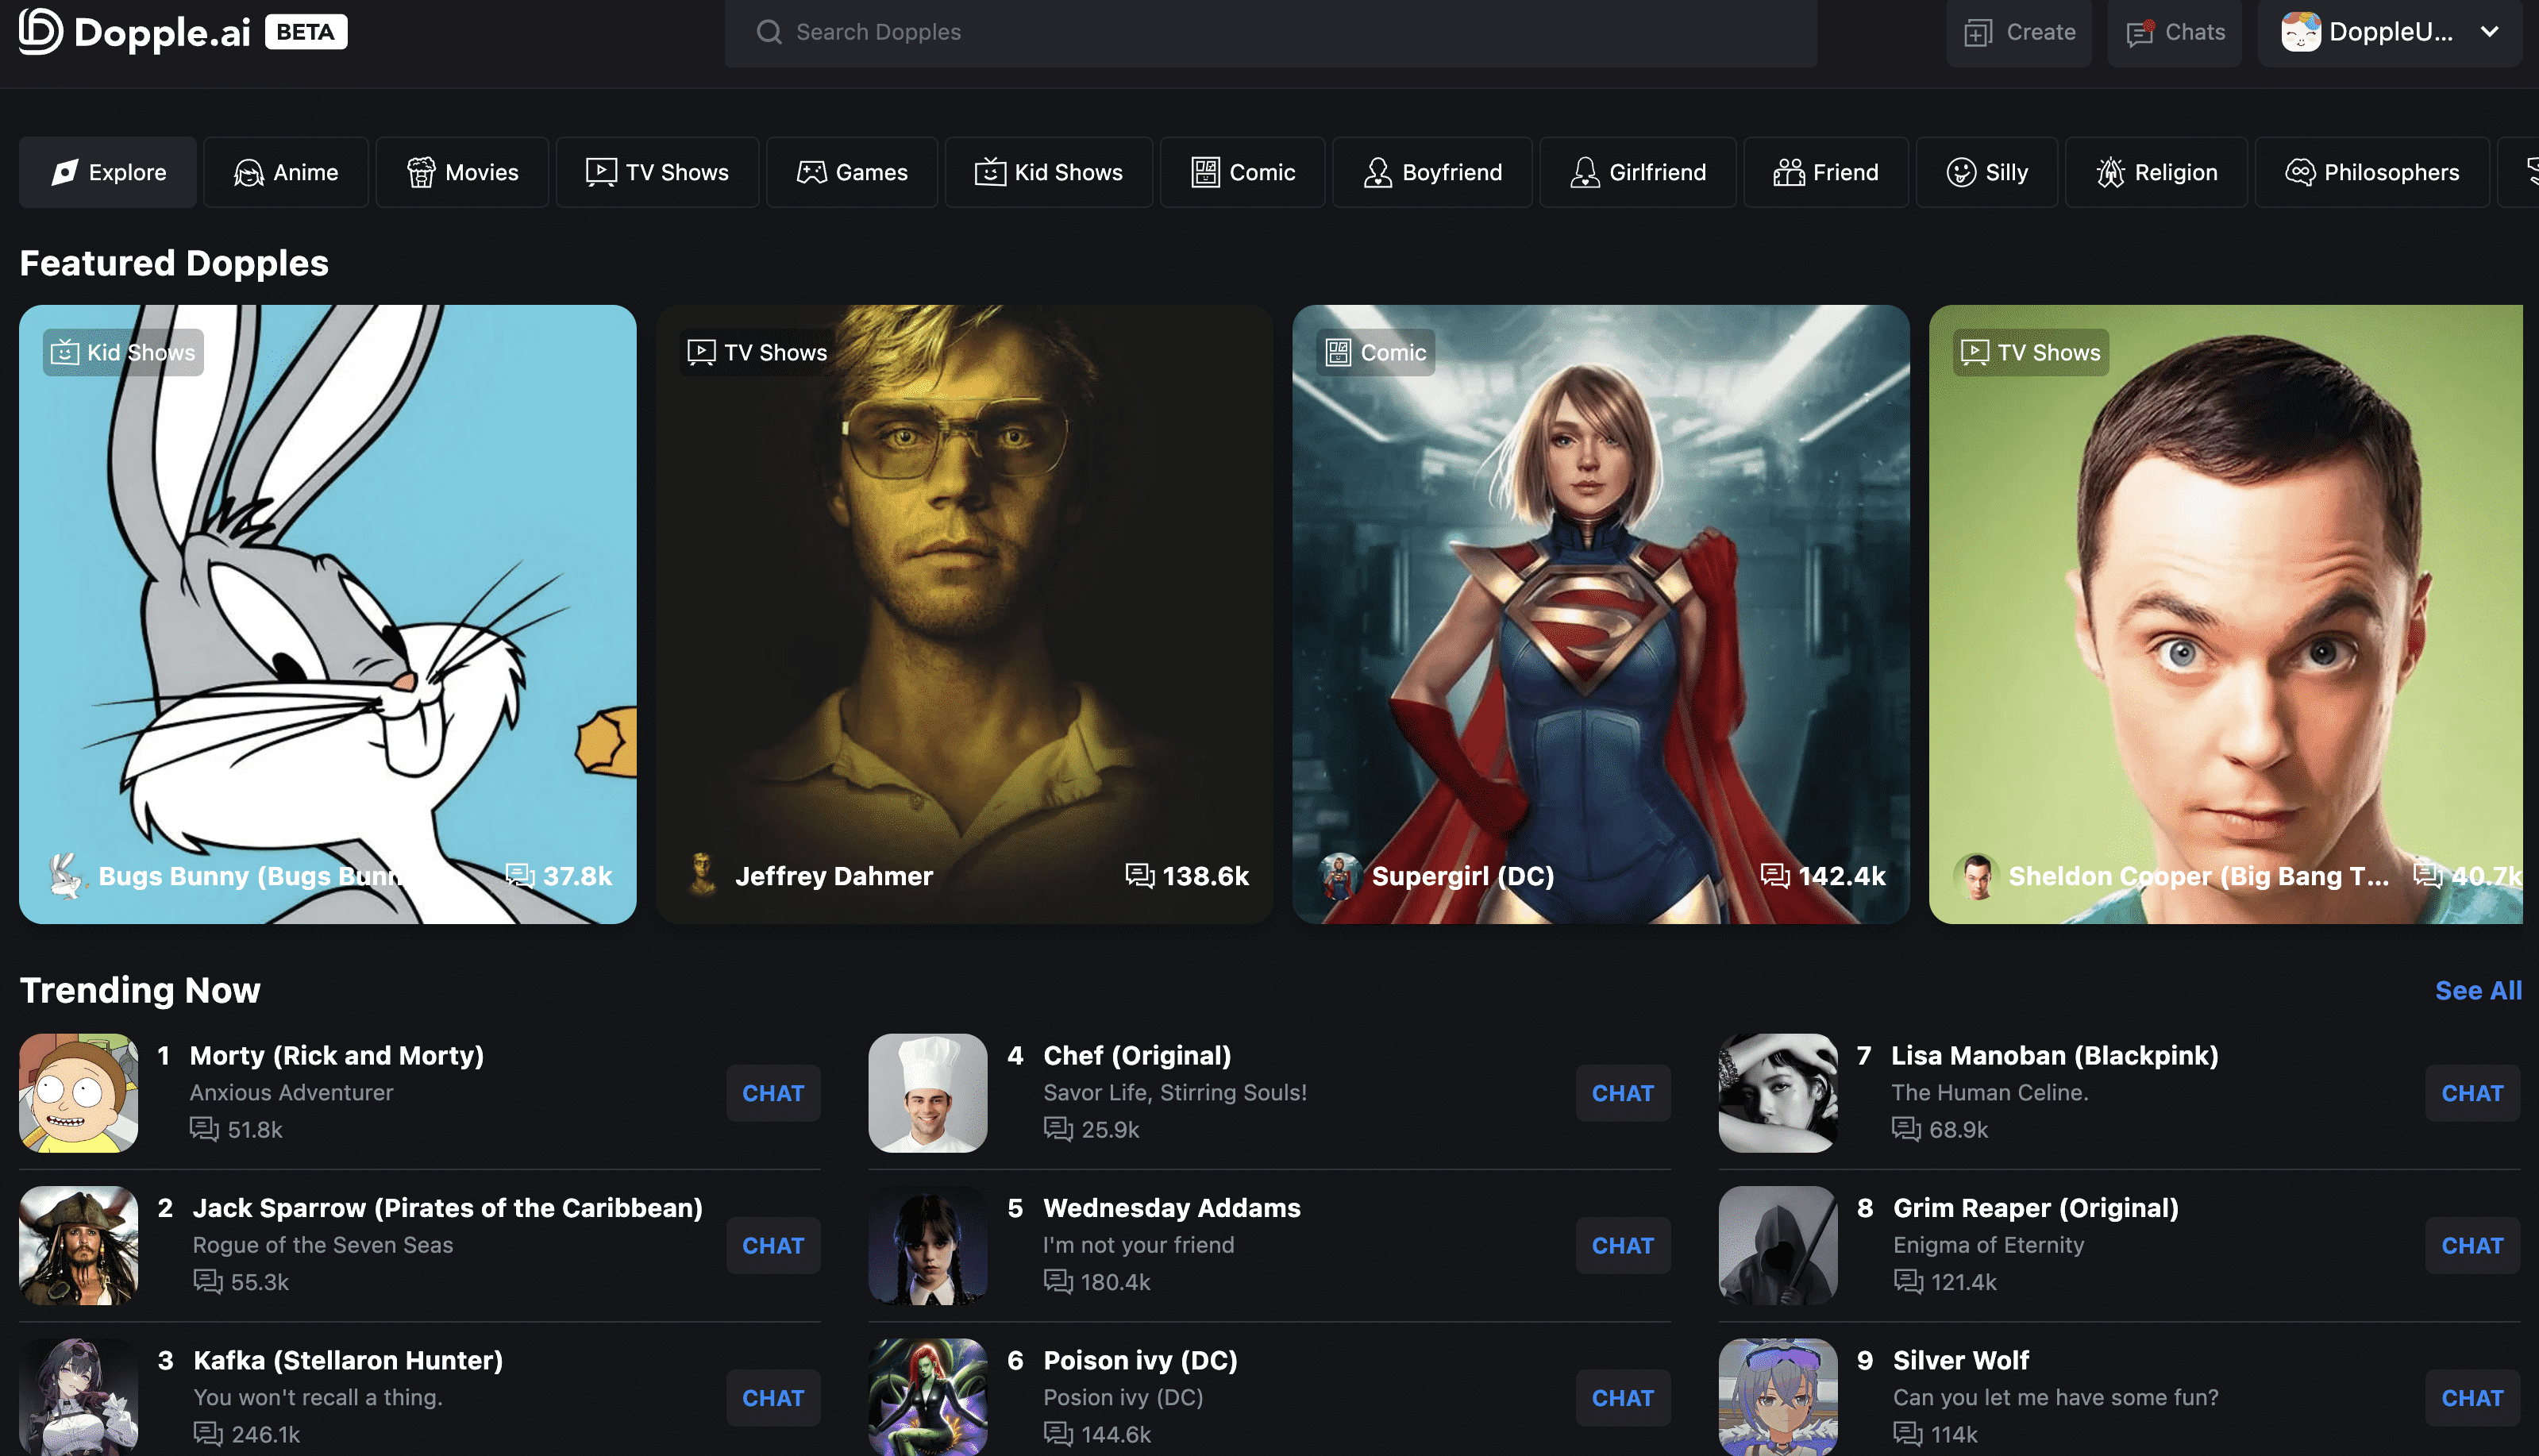 Dopple.ai BETA
Search Dopples
Create
Chats
DoppleU...
Explore
Anime
Movies
TV Shows
Games
Kid Shows
Comic
Boyfriend
Girlfriend
Friend
Silly
Religion
Philosophers
Featured Dopples
Kid Shows
Bugs Bunny (Bugs Bunn
37.8k
TV Shows
Jeffrey Dahmer
138.6k
Comic
Supergirl (DC)
142.4k
TV Shows
Sheldon Cooper (Big Bang T...
40.7k
Trending Now
See All
1 Morty (Rick and Morty)
Anxious Adventurer
51.8k
CHAT
2 Jack Sparrow (Pirates of the Caribbean)
Rogue of the Seven Seas
55.3k
CHAT
3 Kafka (Stellaron Hunter)
You won't recall a thing.
246.1k
CHAT
4 Chef (Original)
Savor Life, Stirring Souls!
25.9k
CHAT
5 Wednesday Addams
I'm not your friend
180.4k
CHAT
6 Poison ivy (DC)
Posion ivy (DC)
144.6k
CHAT
7 Lisa Manoban (Blackpink)
The Human Celine.
68.9k
CHAT
8 Grim Reaper (Original)
Enigma of Eternity
121.4k
CHAT
9 Silver Wolf
Can you let me have some fun?
114k
CHAT